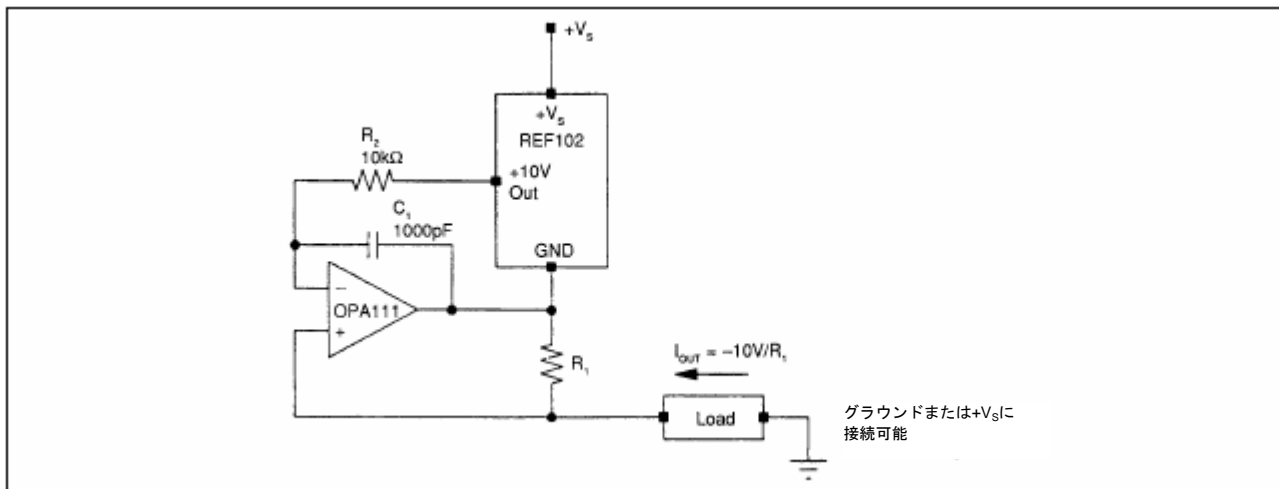 +VS
+VS
REF102
R2
10kΩ
+10V
Out
C1
1000pF
GND
−
OPA111
+
R1
IOUT = −10V/R1
Load
グラウンドまたは+VSに
接続可能